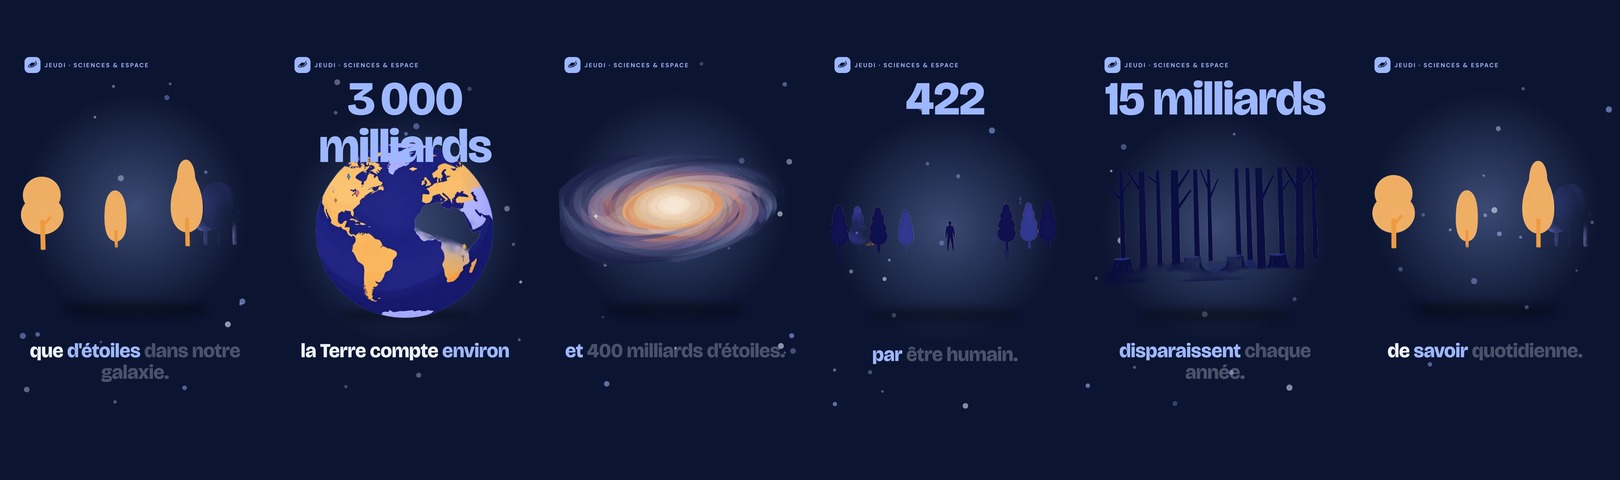 JEUDI · SCIENCES & ESPACE
que d'étoiles dans notre
galaxie.
JEUDI · SCIENCES & ESPACE
3 000
milliards
la Terre compte environ
JEUDI · SCIENCES & ESPACE
et 400 milliards d'étoiles.
JEUDI · SCIENCES & ESPACE
422
par être humain.
JEUDI · SCIENCES & ESPACE
15 milliards
disparaissent chaque
année.
JEUDI · SCIENCES & ESPACE
de savoir quotidienne.